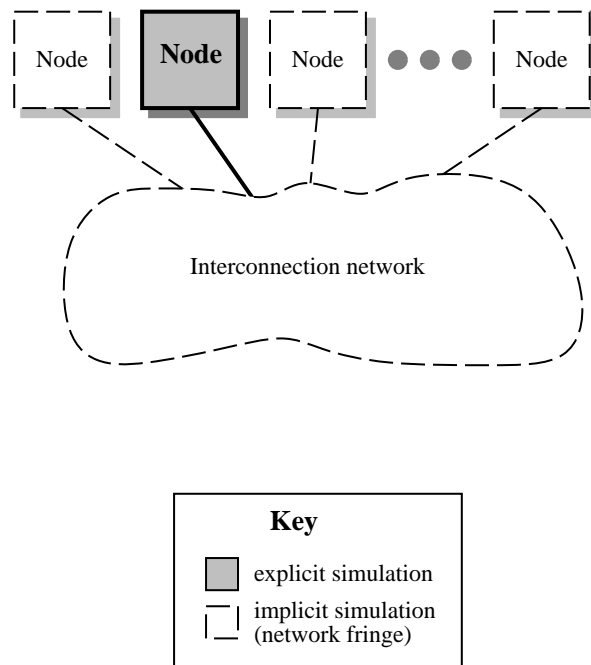 Node
Node
Node
Node
Interconnection network
Key
explicit simulation
implicit simulation
(network fringe)